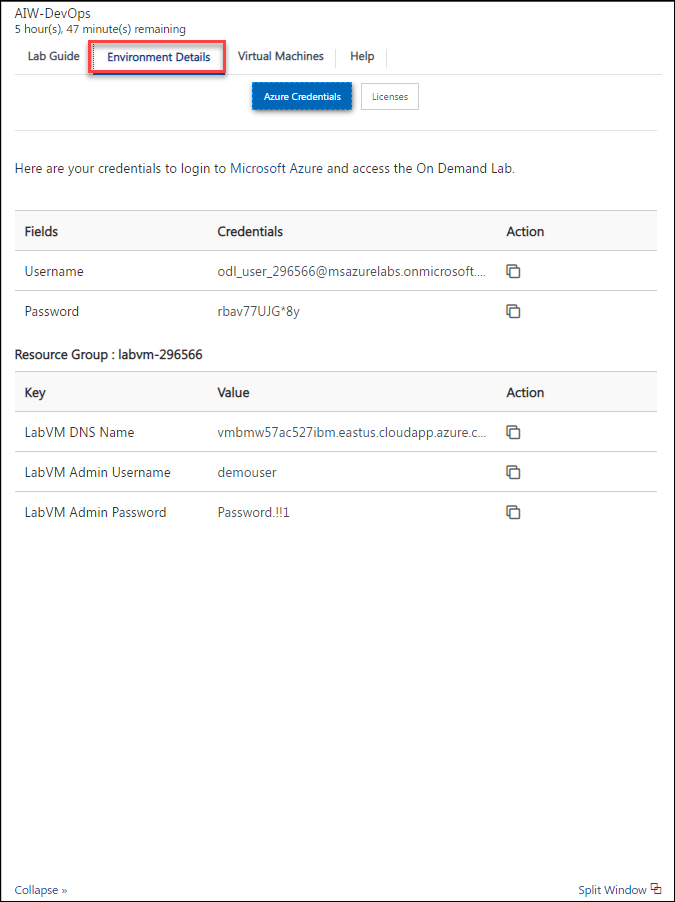 AIW-DevOps
5 hour(s), 47 minute(s) remaining
Lab Guide Environment Details Virtual Machines Help
Azure Credentials Licenses
Here are your credentials to login to Microsoft Azure and access the On Demand Lab.
Fields Credentials Action
Username odl_user_296566@msazurelabs.onmicrosoft....
Password rbav77UJG*8y
Resource Group : labvm-296566
Key Value Action
LabVM DNS Name vmbmw57ac527ibm.eastus.cloudapp.azure.c...
LabVM Admin Username demouser
LabVM Admin Password Password.!!1
Collapse » Split Window